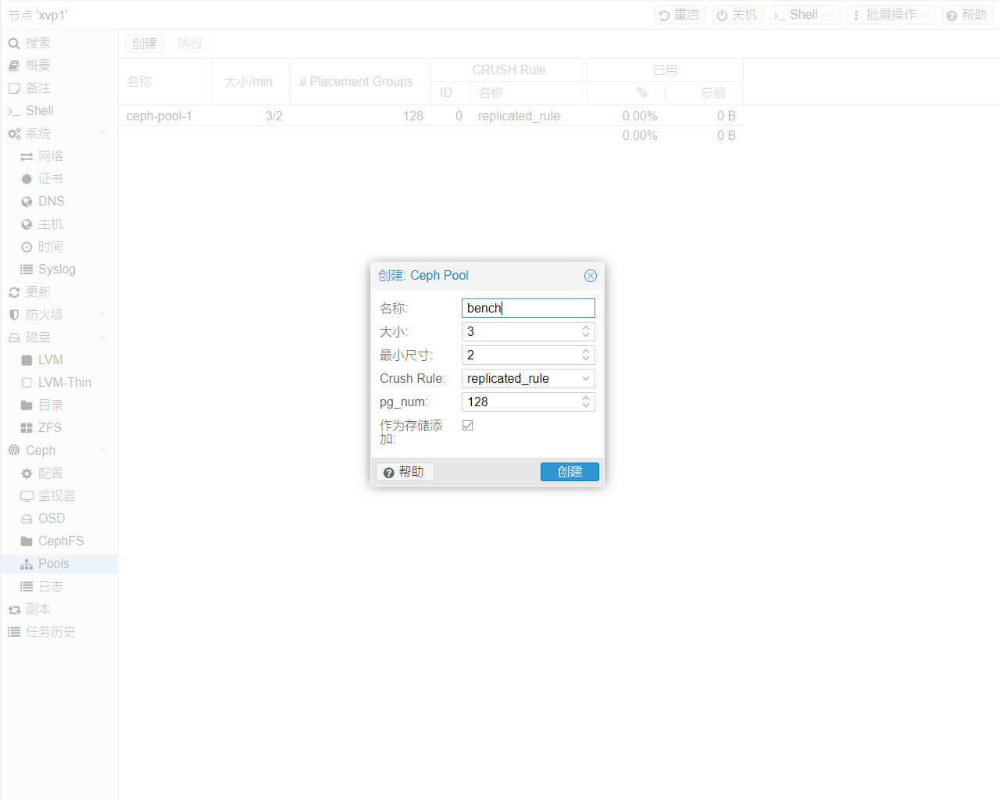 节点 'xvp1'
重启
关机
Shell
批量操作
帮助
搜索
概要
备注
Shell
系统
网络
证书
DNS
主机
时间
Syslog
更新
防火墙
磁盘
LVM
LVM-Thin
目录
ZFS
Ceph
配置
监视器
OSD
CephFS
Pools
日志
副本
任务历史
创建
销毁
名称
大小/min
# Placement Groups
CRUSH Rule
已用
ID
名称
%
总额
ceph-pool-1 3/2 128 0 replicated_rule 0.00% 0 B
0.00% 0 B
创建: Ceph Pool
名称: bench
大小: 3
最小尺寸: 2
Crush Rule: replicated_rule
pg_num: 128
作为存储添
加:
帮助
创建